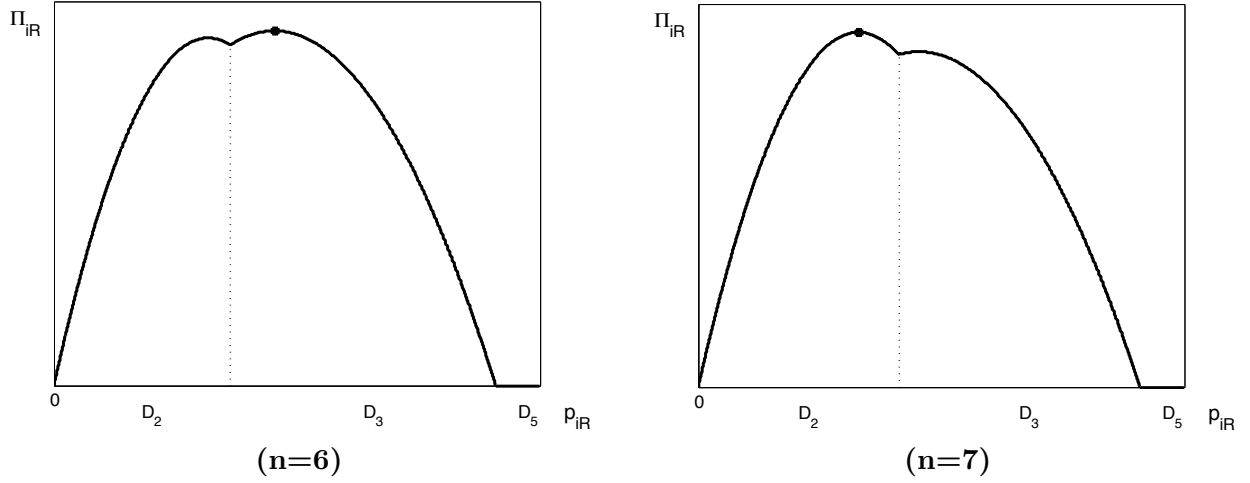 Π_iR Π_iR
0 D_2 D_3 D_5 p_iR 0 D_2 D_3 D_5 p_iR
(n=6) (n=7)